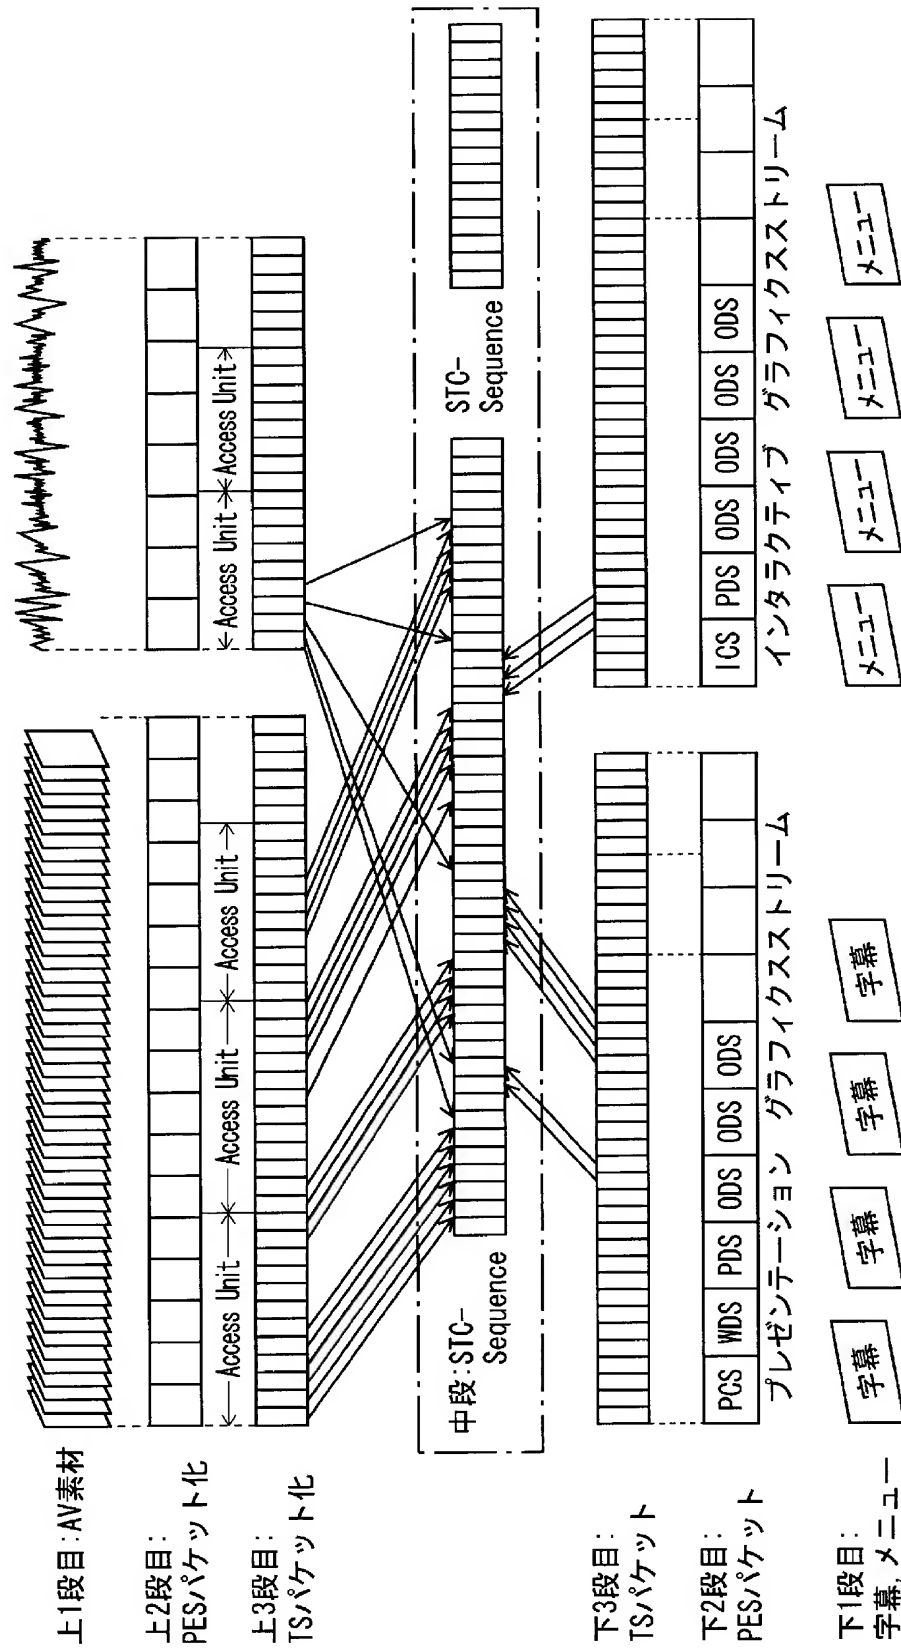 上1段目:AV素材
上2段目:
PESパケット化
Access Unit
Access Unit
Access Unit
Access Unit
Access Unit
上3段目:
TSパケット化
中段:STC-
Sequence
STC-
Sequence
下3段目:
TSパケット
下2段目:
PESパケット
PCS WDS PDS ODS ODS ODS
ICS PDS ODS ODS ODS ODS
プレゼンテーション グラフィクスストリーム
インタラクティブ グラフィクスストリーム
下1段目:
字幕,メニュー
字幕 字幕 字幕 字幕
メニュー メニュー メニュー メニュー